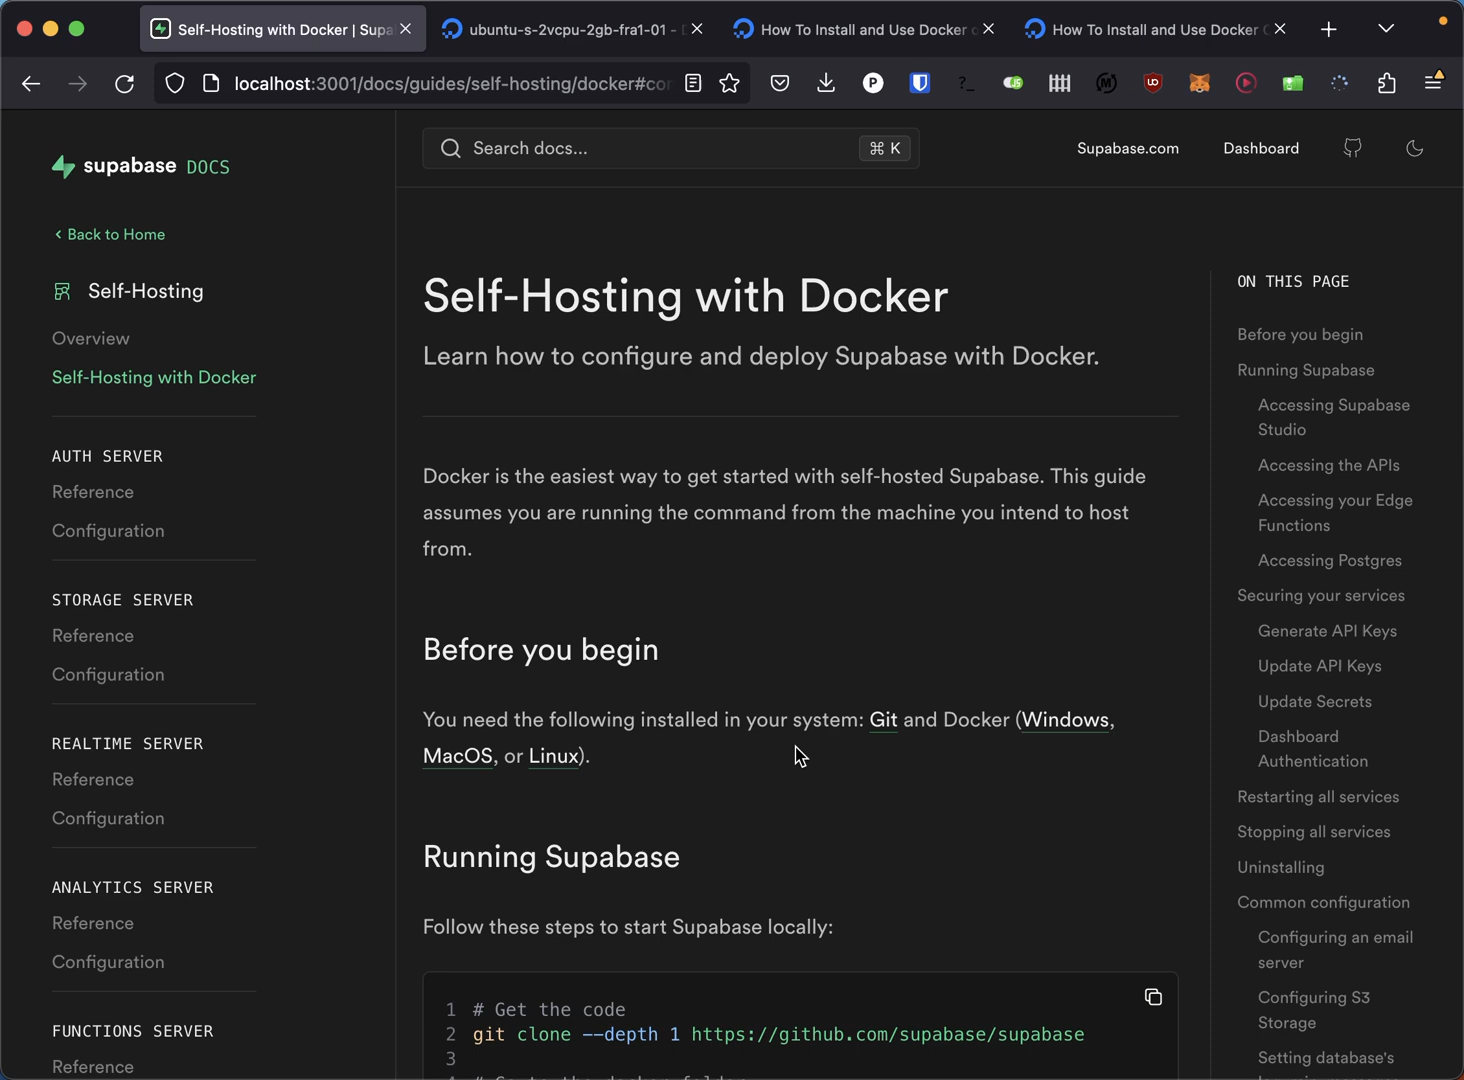 Self-Hosting with Docker | Supa
ubuntu-s-2vcpu-2gb-fra1-01 -
How To Install and Use Docker
How To Install and Use Docker
localhost:3001/docs/guides/self-hosting/docker#co
supabase DOCS
Search docs...
⌘ K
Supabase.com
Dashboard
‹ Back to Home
Self-Hosting
Overview
Self-Hosting with Docker
AUTH SERVER
Reference
Configuration
STORAGE SERVER
Reference
Configuration
REALTIME SERVER
Reference
Configuration
ANALYTICS SERVER
Reference
Configuration
FUNCTIONS SERVER
Reference
Self-Hosting with Docker
Learn how to configure and deploy Supabase with Docker.
Docker is the easiest way to get started with self-hosted Supabase. This guide
assumes you are running the command from the machine you intend to host
from.
Before you begin
You need the following installed in your system: Git and Docker (Windows,
MacOS, or Linux).
Running Supabase
Follow these steps to start Supabase locally:
1 # Get the code
2 git clone --depth 1 https://github.com/supabase/supabase
3
ON THIS PAGE
Before you begin
Running Supabase
Accessing Supabase
Studio
Accessing the APIs
Accessing your Edge
Functions
Accessing Postgres
Securing your services
Generate API Keys
Update API Keys
Update Secrets
Dashboard
Authentication
Restarting all services
Stopping all services
Uninstalling
Common configuration
Configuring an email
server
Configuring S3
Storage
Setting database's